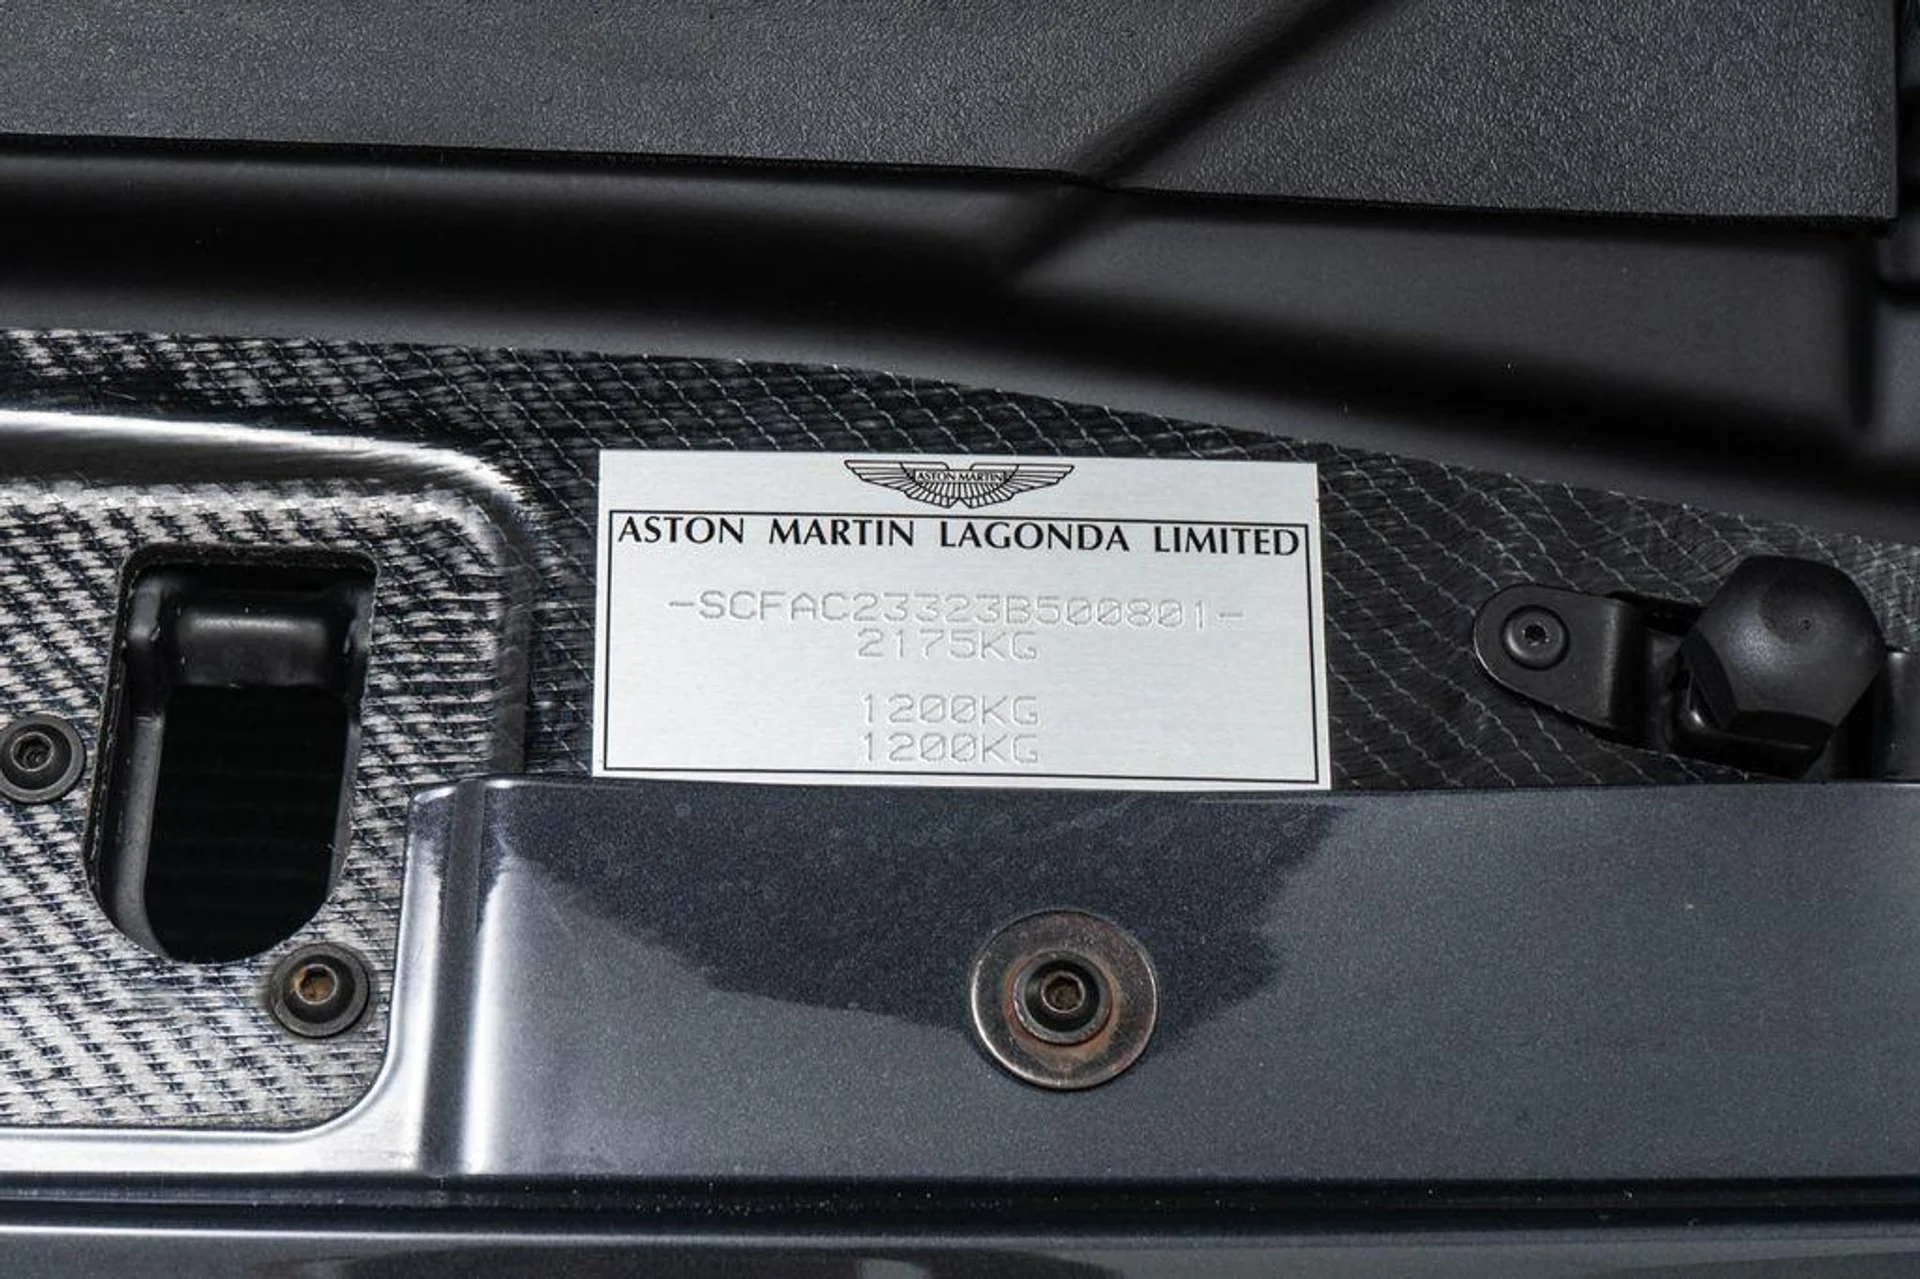 ASTON MARTIN
ASTON MARTIN LAGONDA LIMITED
-SCFAC23323B500801-
2175KG
1200KG
1200KG